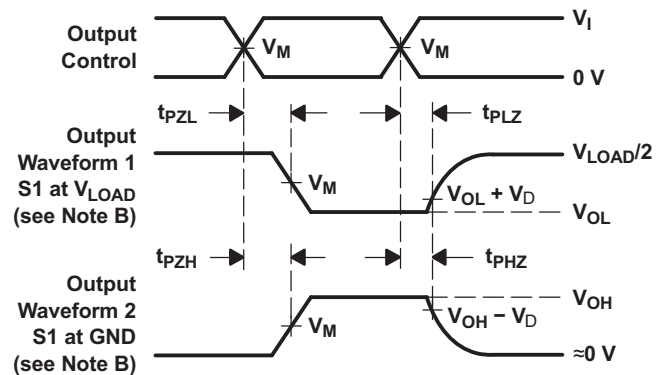 Output
Control
V_M
V_M
V_I
0 V
t_PZL
t_PLZ
Output
Waveform 1
S1 at V_LOAD
(see Note B)
V_M
V_LOAD/2
V_OL + V_D
V_OL
t_PZH
t_PHZ
Output
Waveform 2
S1 at GND
(see Note B)
V_M
V_OH
V_OH − V_D
≈0 V